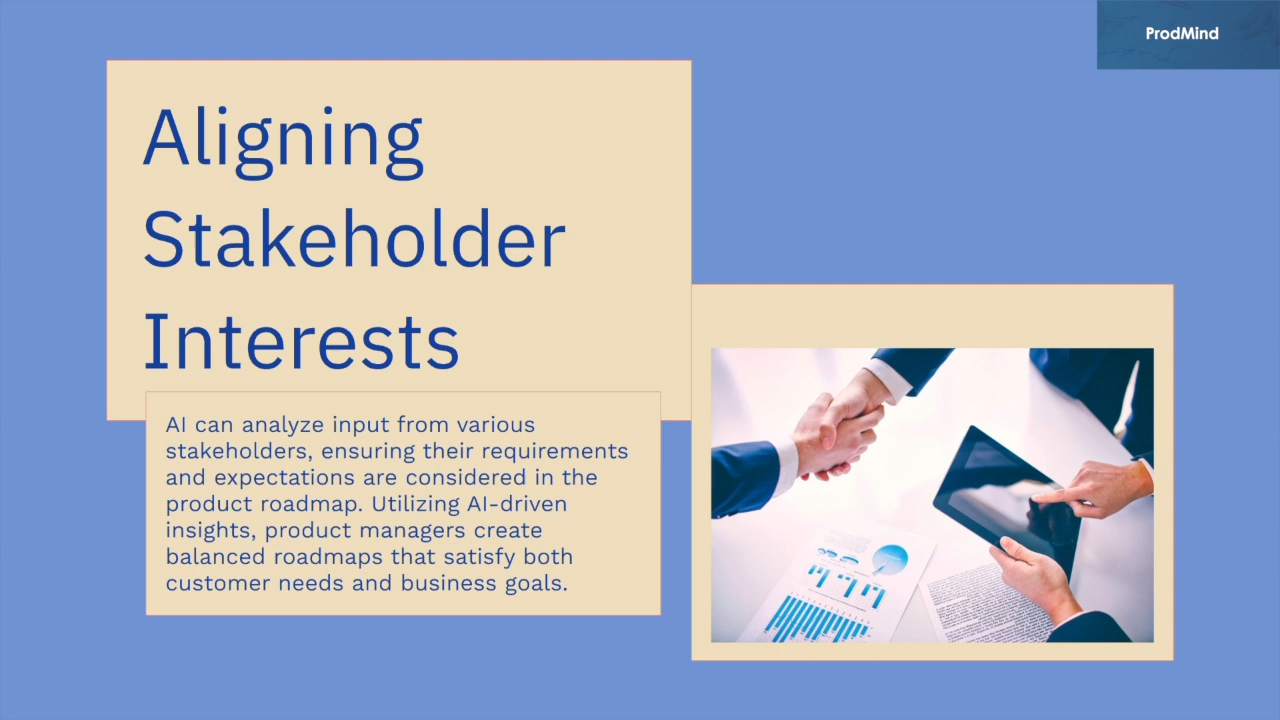 ProdMind
Aligning
Stakeholder
Interests
AI can analyze input from various
stakeholders, ensuring their requirements
and expectations are considered in the
product roadmap. Utilizing AI-driven
insights, product managers create
balanced roadmaps that satisfy both
customer needs and business goals.